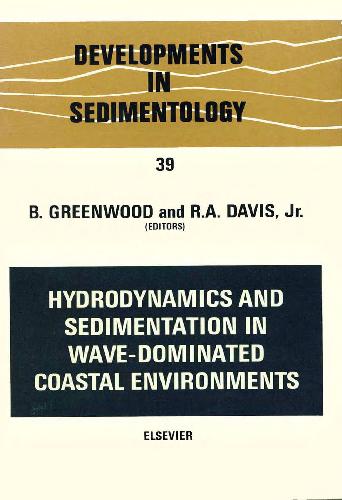 DEVELOPMENTS
IN
SEDIMENTOLOGY
39
B. GREENWOOD and R.A. DAVIS, Jr.
(EDITORS)
HYDRODYNAMICS AND
SEDIMENTATION IN
WAVE-DOMINATED
COASTAL ENVIRONMENTS
ELSEVIER